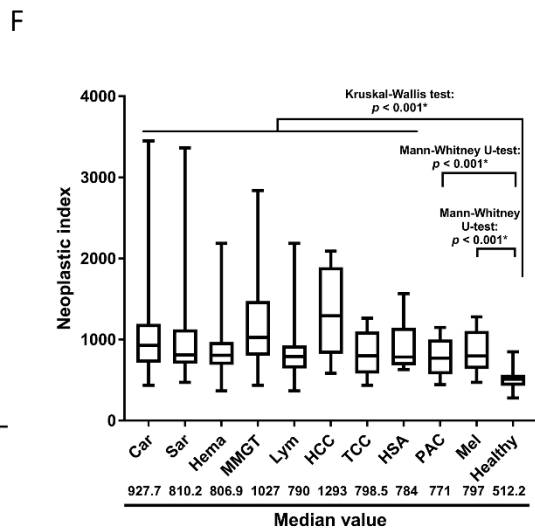 F
Kruskal-Wallis test:
p < 0.001*
Mann-Whitney U-test:
p < 0.001*
Mann-Whitney
U-test:
p < 0.001*
Neoplastic index
4000
3000
2000
1000
0
Car Sar Hema MMGT Lym HCC TCC HSA PAC Mel Healthy
927.7 810.2 806.9 1027 790 1293 798.5 784 771 797 512.2
Median value